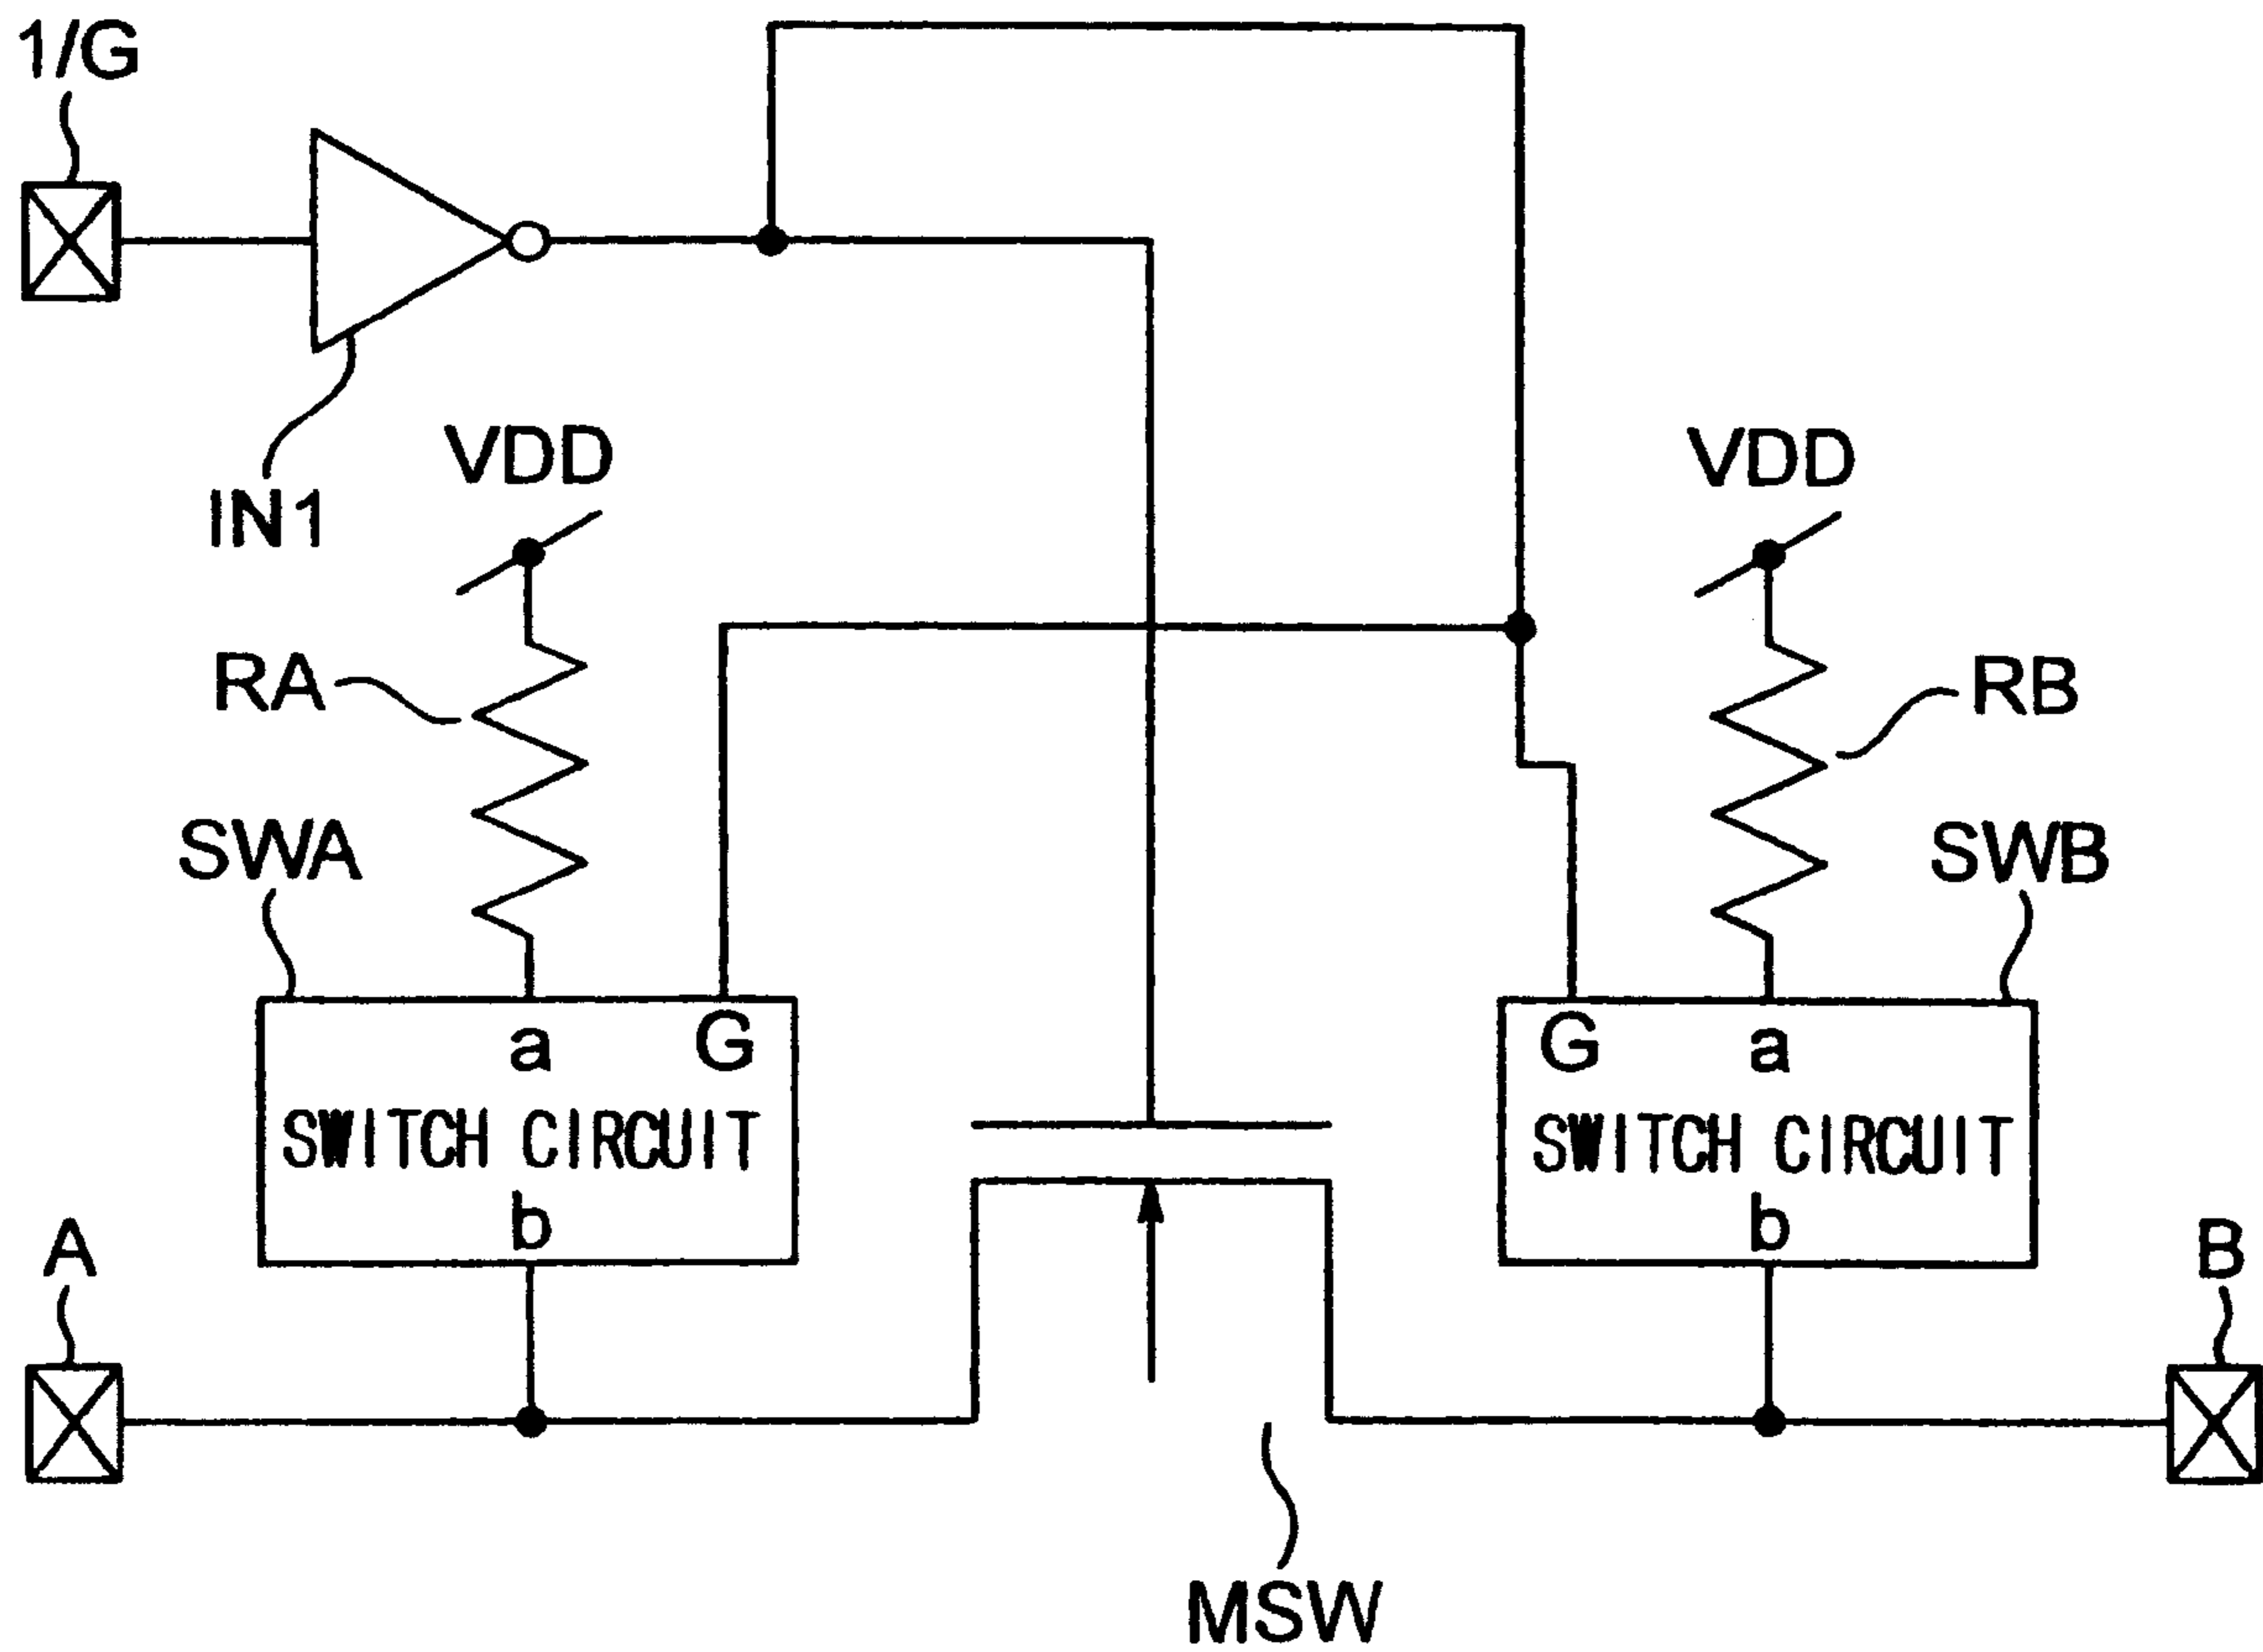 1/G
IN1
VDD
VDD
RA
RB
SWA
SWB
a G
G a
SWITCH CIRCUIT
SWITCH CIRCUIT
b
b
A
B
MSW